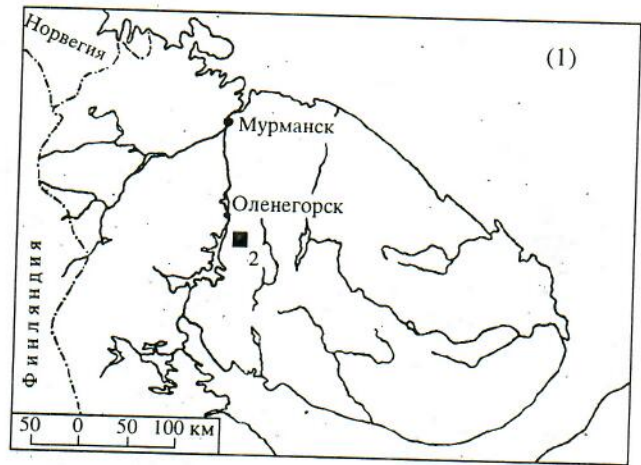 Норвегия
(1)
Мурманск
Оленегорск
2
Финляндия
50 0 50 100 км